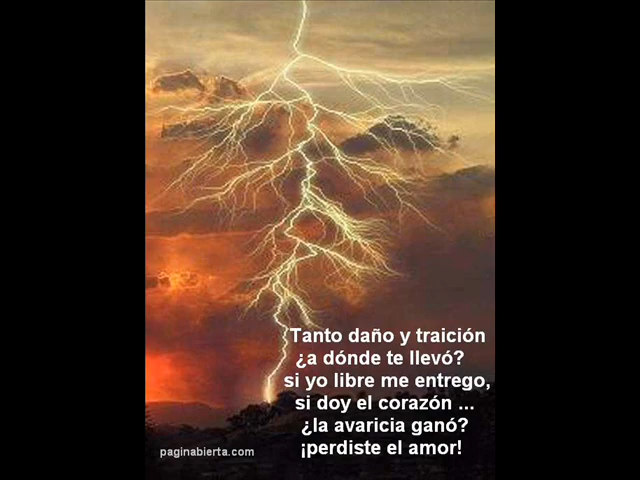 Tanto daño y traición
¿a dónde te llevó?
si yo libre me entrego,
si doy el corazón ...
¿la avaricia ganó?
¡perdiste el amor!
paginabierta.com